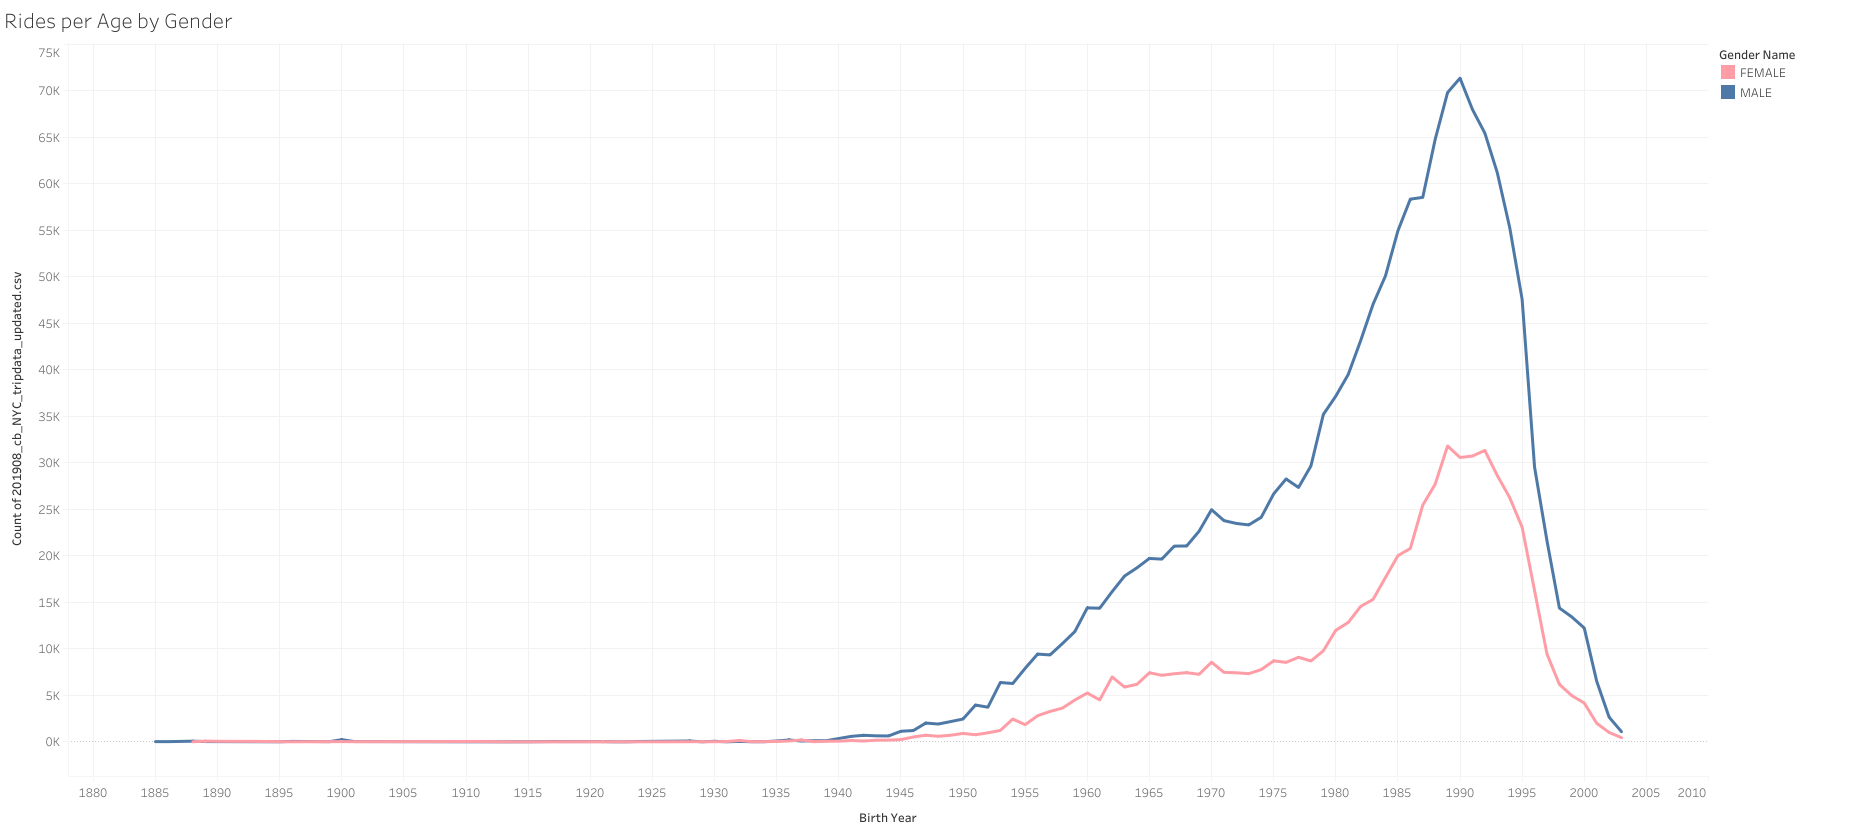 Rides per Age by Gender
Gender Name
FEMALE
MALE
75K
70K
65K
60K
55K
50K
45K
40K
35K
30K
25K
20K
15K
10K
5K
0K
Count of 201908_cb_NYC_tripdata_updated.csv
1880 1885 1890 1895 1900 1905 1910 1915 1920 1925 1930 1935 1940 1945 1950 1955 1960 1965 1970 1975 1980 1985 1990 1995 2000 2005 2010
Birth Year